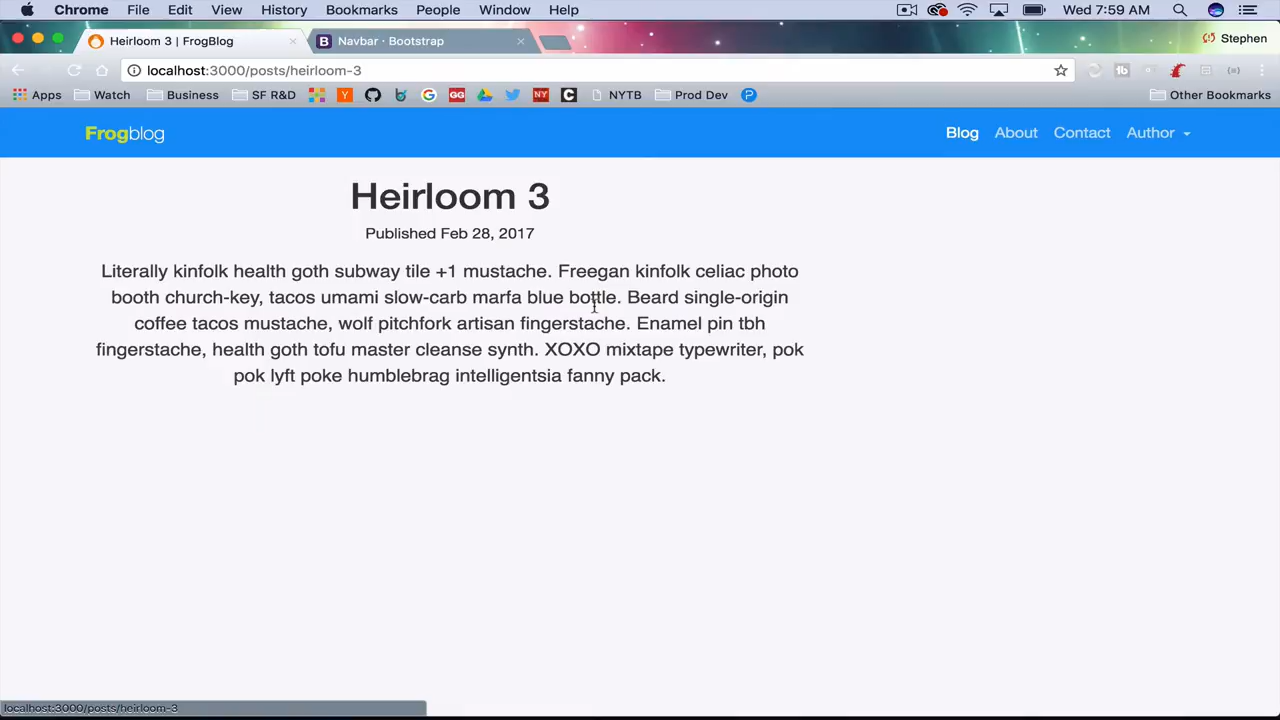 Chrome File Edit View History Bookmarks People Window Help Wed 7:59 AM
Heirloom 3 | FrogBlog × Navbar · Bootstrap × Stephen
localhost:3000/posts/heirloom-3
Apps Watch Business SF R&D Y G GG NY C NYTB Prod Dev P Other Bookmarks
Frogblog Blog About Contact Author
Heirloom 3
Published Feb 28, 2017
Literally kinfolk health goth subway tile +1 mustache. Freegan kinfolk celiac photo
booth church-key, tacos umami slow-carb marfa blue bottle. Beard single-origin
coffee tacos mustache, wolf pitchfork artisan fingerstache. Enamel pin tbh
fingerstache, health goth tofu master cleanse synth. XOXO mixtape typewriter, pok
pok lyft poke humblebrag intelligentsia fanny pack.
localhost:3000/posts/heirloom-3